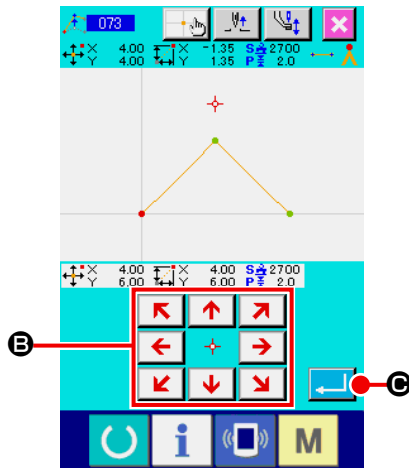 073
X 4.00 X -1.35 S 2700
Y 4.00 Y 1.35 P 2.0
X 4.00 X 4.00 S 2700
Y 6.00 Y 6.00 P 2.0
B
C
i M